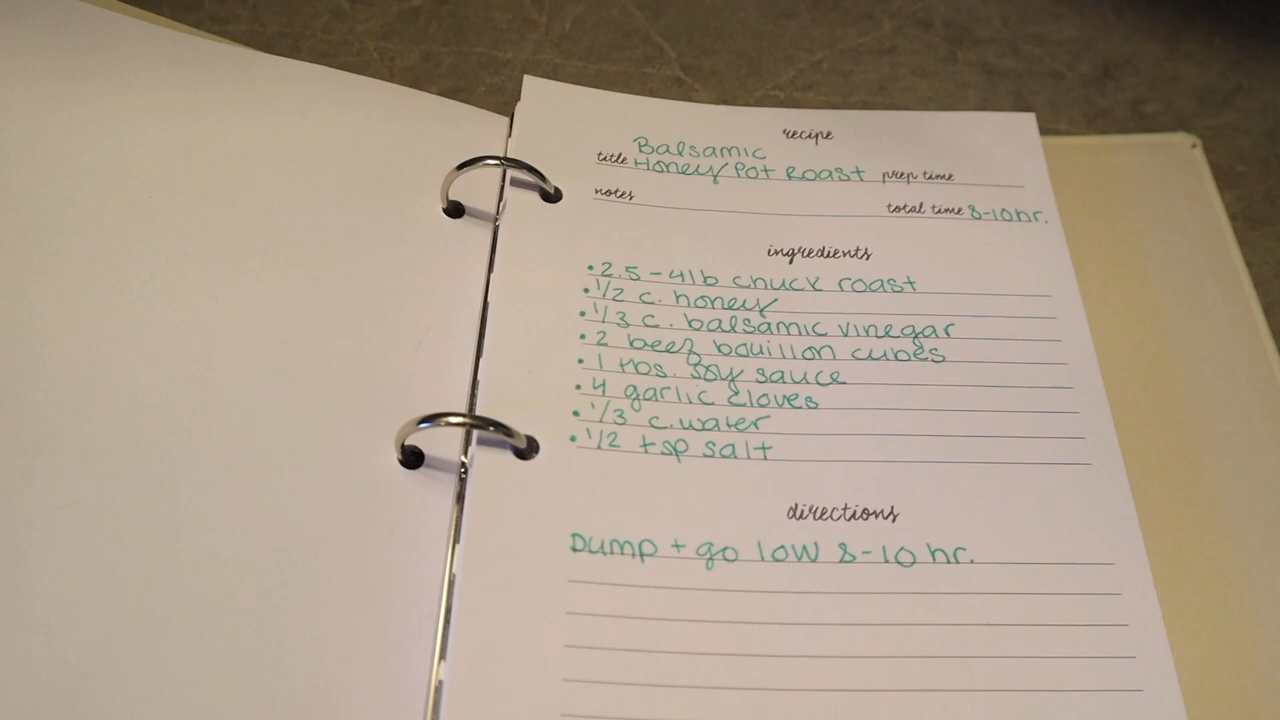 recipe
title Balsamic
Honey Pot Roast prep time
notes
total time 8-10hr.
ingredients
• 2.5-4lb chuck roast
• 1/2 c. honey
• 1/3 c. balsamic vinegar
• 2 beef bouillon cubes
• 1 Tbs. soy sauce
• 4 garlic cloves
• 1/3 c. water
• 1/2 tsp salt
directions
Dump + go low 8-10 hr.